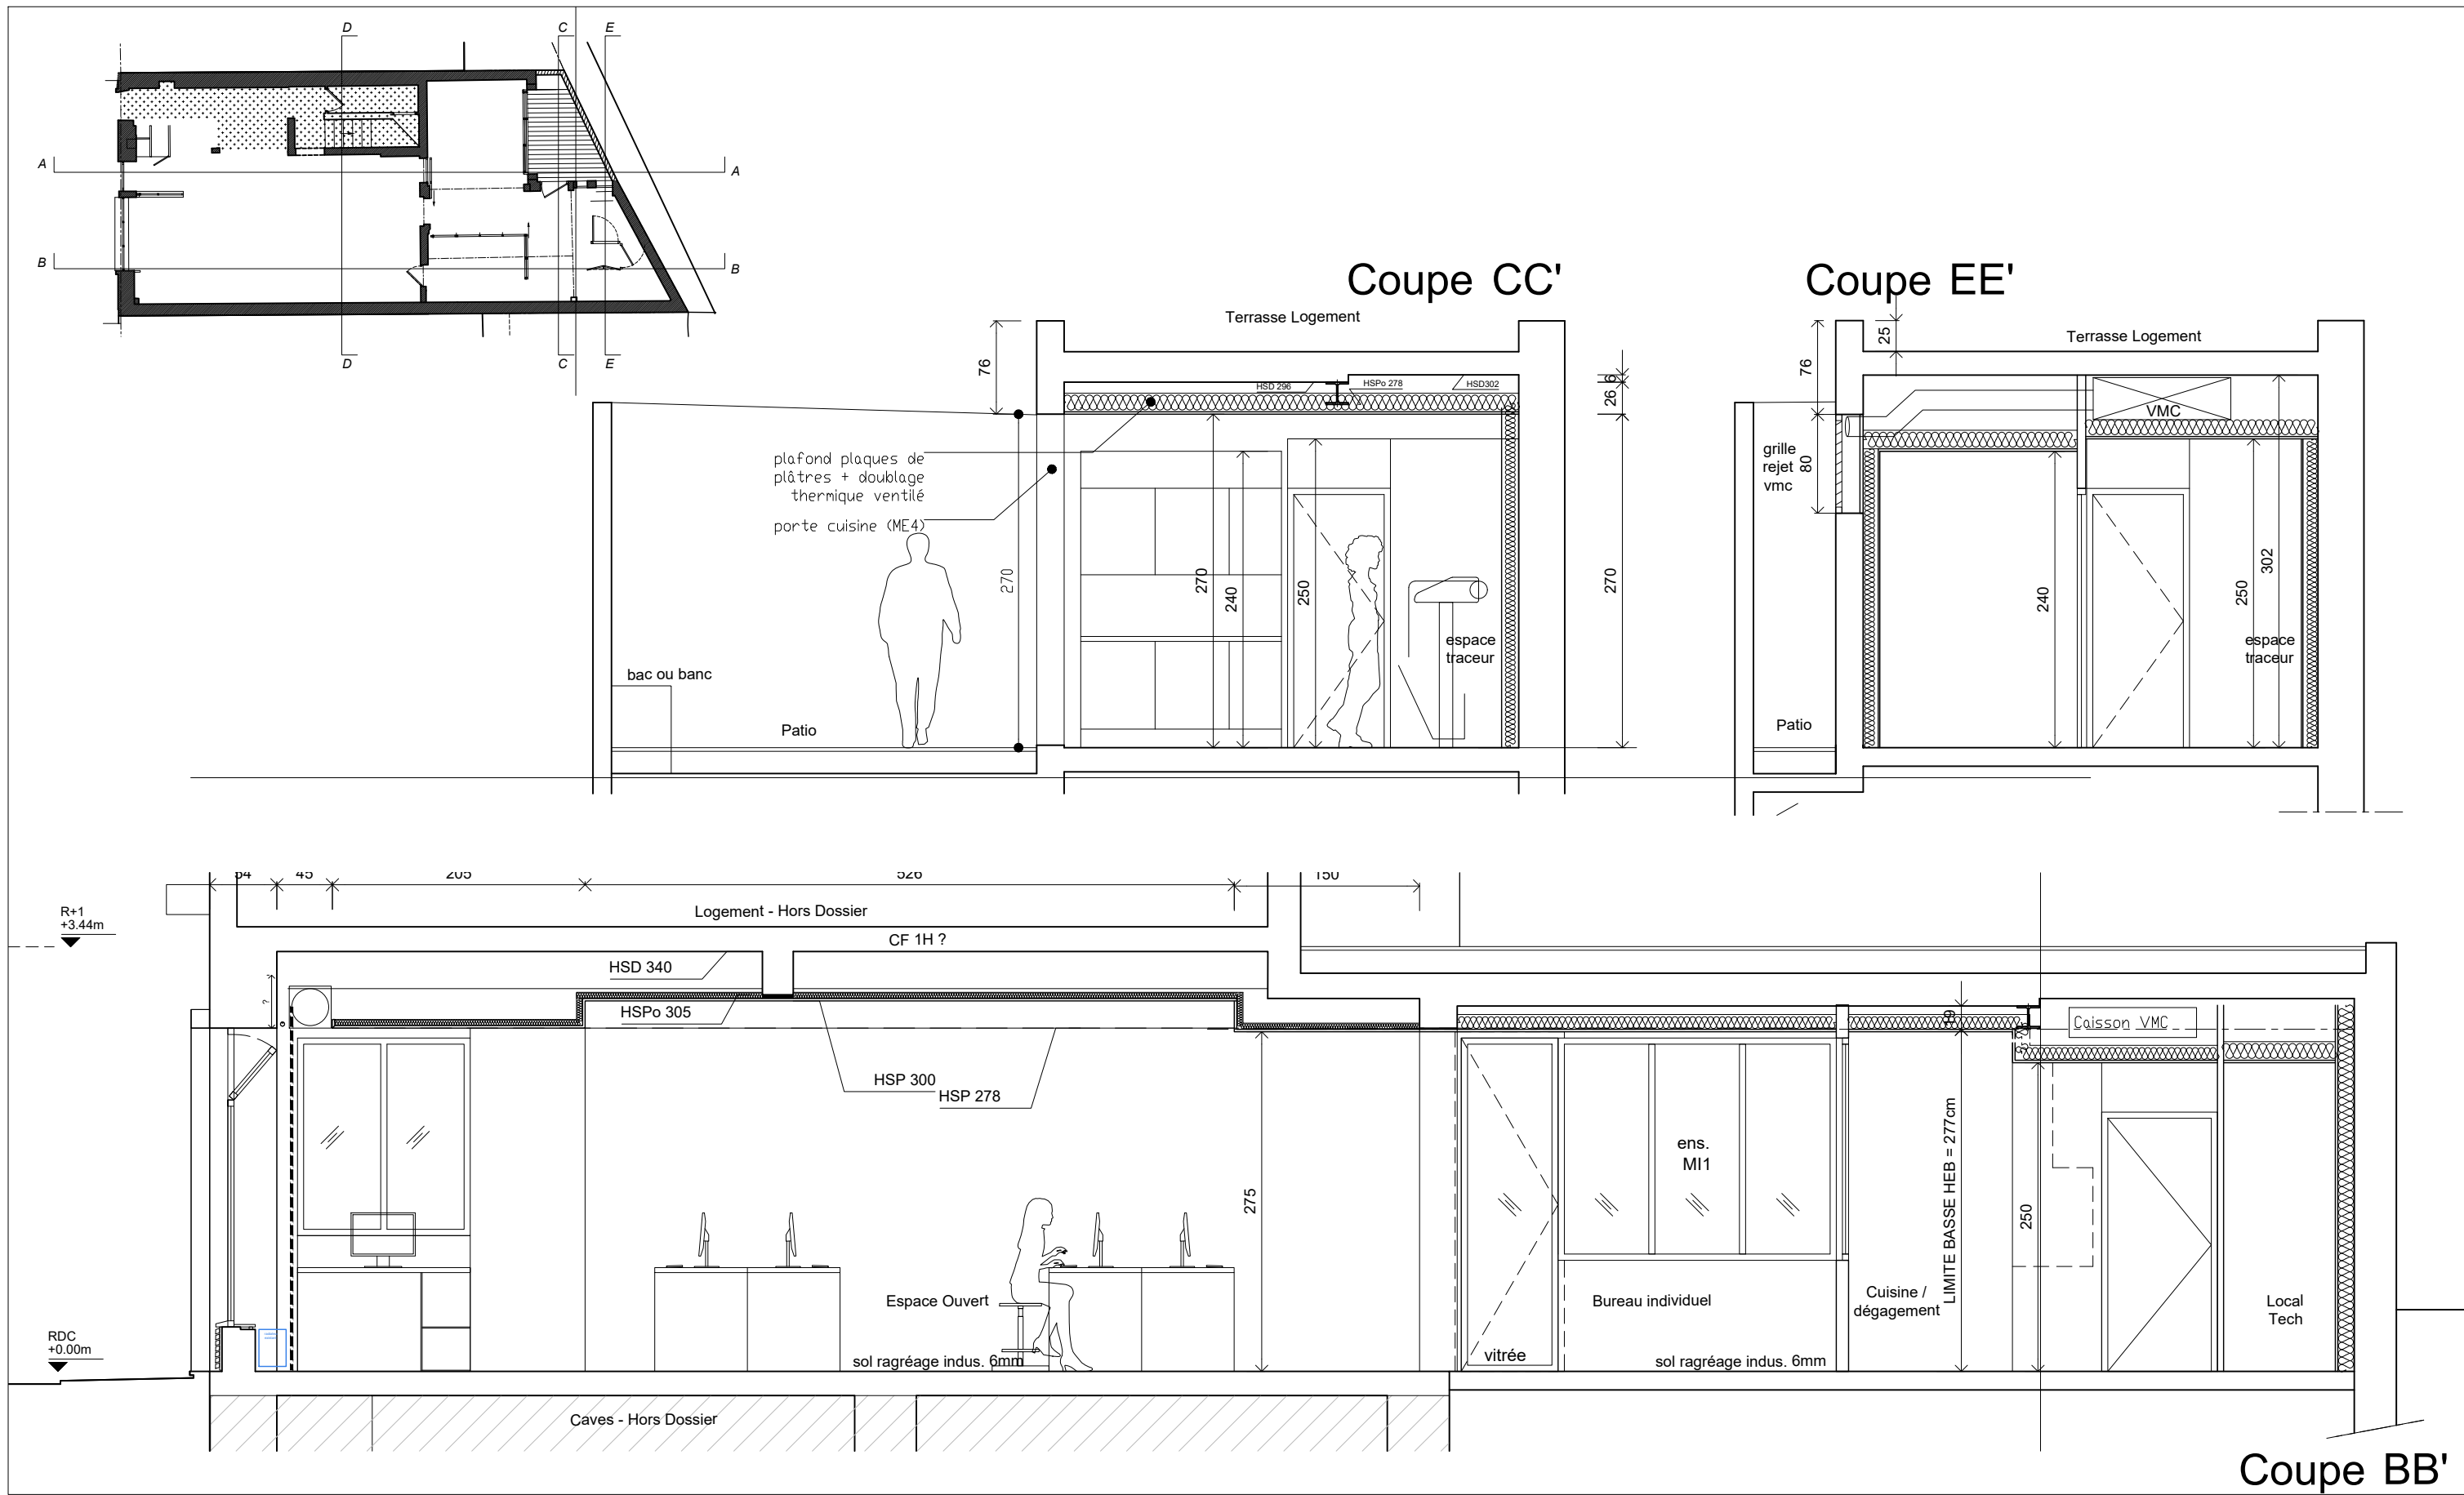 D
C
E
A
A
B
B
D
C
E
Coupe CC'
Coupe EE'
Terrasse Logement
Terrasse Logement
76
HSD 296
HSPo 278
HSD302
6
26
76
25
VMC
plafond plaques de
plâtres + doublage
thermique ventilé
porte cuisine (ME4)
grille
rejet
vmc
80
270
270
240
250
270
240
250
302
espace
traceur
espace
traceur
bac ou banc
Patio
Patio
45
205
526
150
R+1
+3.44m
Logement - Hors Dossier
CF 1H ?
HSD 340
?
HSPo 305
19
Caisson VMC
HSP 300
HSP 278
ens.
MI1
275
LIMITE BASSE HEB = 277cm
250
Espace Ouvert
Bureau individuel
Cuisine /
dégagement
Local
Tech
RDC
+0.00m
sol ragréage indus. 6mm
vitrée
sol ragréage indus. 6mm
Caves - Hors Dossier
Coupe BB'